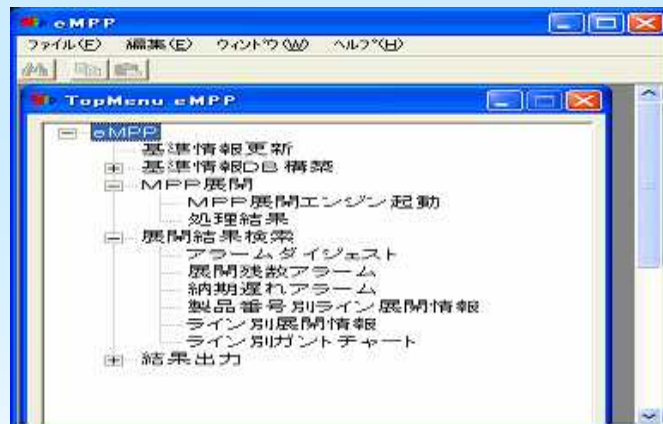 eMPP
ファイル(F) 編集(E) ウィンドウ(W) ヘルプ(H)
TopMenu eMPP
eMPP
基準情報更新
基準情報DB構築
MPP展開
MPP展開エンジン起動
処理結果
展開結果検索
アラームダイジェスト
展開残数アラーム
納期遅れアラーム
製品番号別ライン展開情報
ライン別展開情報
ライン別ガントチャート
結果出力